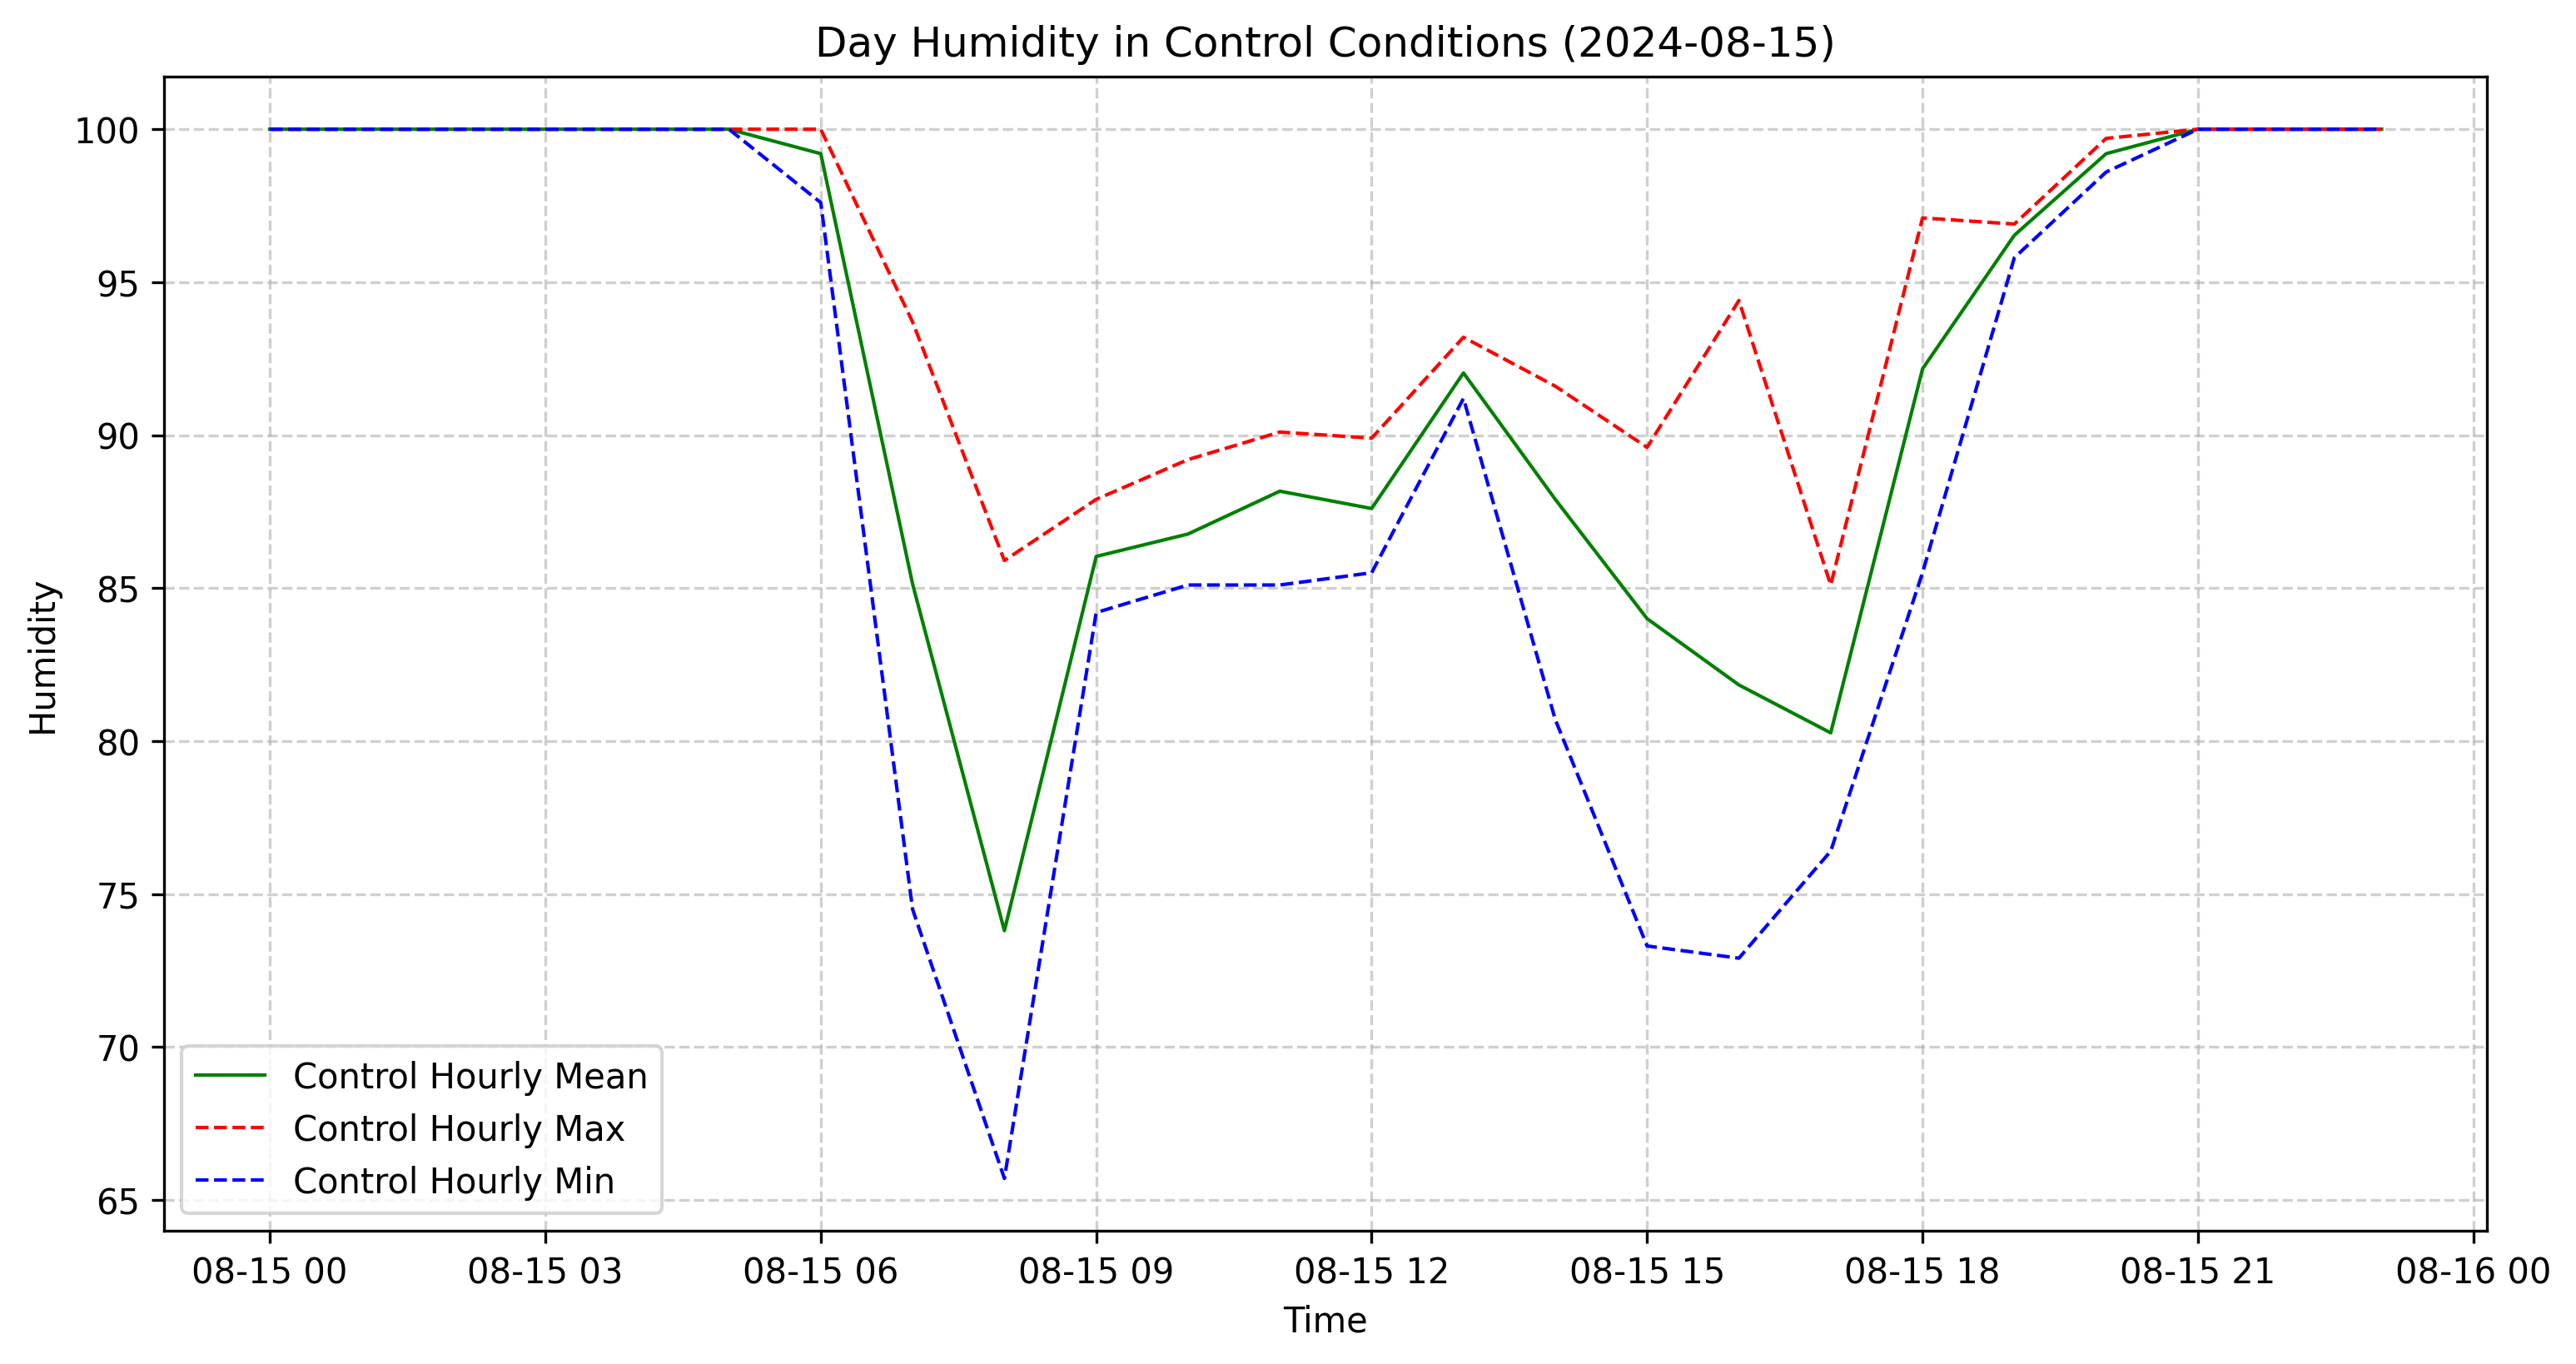 Day Humidity in Control Conditions (2024-08-15)
100
95
90
85
80
75
70
65
Humidity
Control Hourly Mean
Control Hourly Max
Control Hourly Min
08-15 00 08-15 03 08-15 06 08-15 09 08-15 12 08-15 15 08-15 18 08-15 21 08-16 00
Time